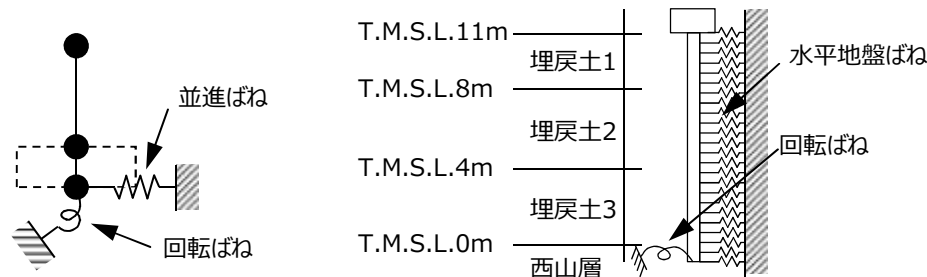 並進ばね
回転ばね
T.M.S.L.11m
埋戻土1
T.M.S.L.8m
埋戻土2
T.M.S.L.4m
埋戻土3
T.M.S.L.0m
西山層
水平地盤ばね
回転ばね